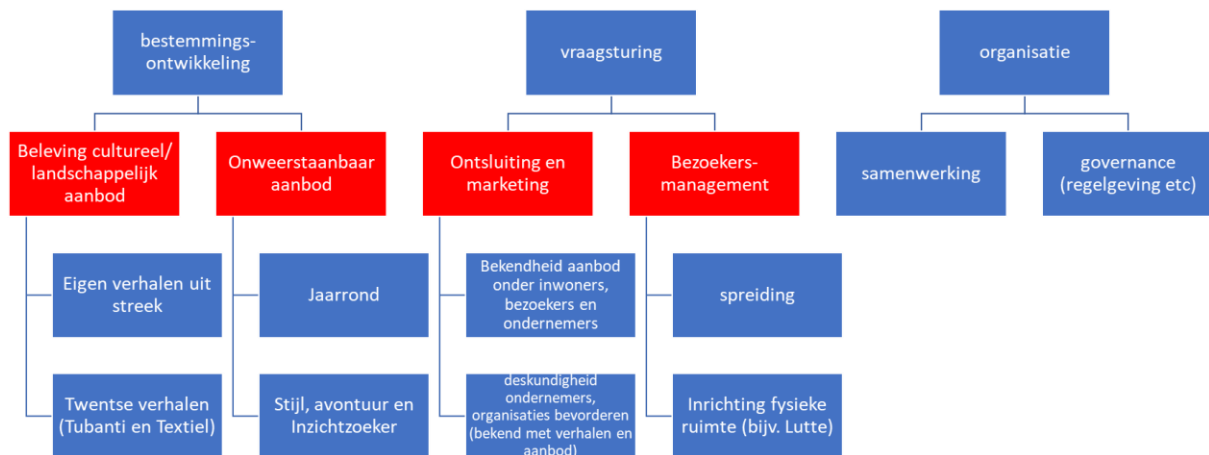 bestemmings-
ontwikkeling
vraagsturing
organisatie
Beleving cultureel/
landschappelijk
aanbod
Onweerstaanbaar
aanbod
Ontsluiting en
marketing
Bezoekers-
management
samenwerking
governance
(regelgeving etc)
Eigen verhalen uit
streek
Jaarrond
Bekendheid aanbod
onder inwoners,
bezoekers en
ondernemers
spreiding
Twentse verhalen
(Tubanti en Textiel)
Stijl, avontuur en
Inzichtzoeker
deskundigheid
ondernemers,
organisaties bevorderen
(bekend met verhalen en
aanbod)
Inrichting fysieke
ruimte (bijv. Lutte)